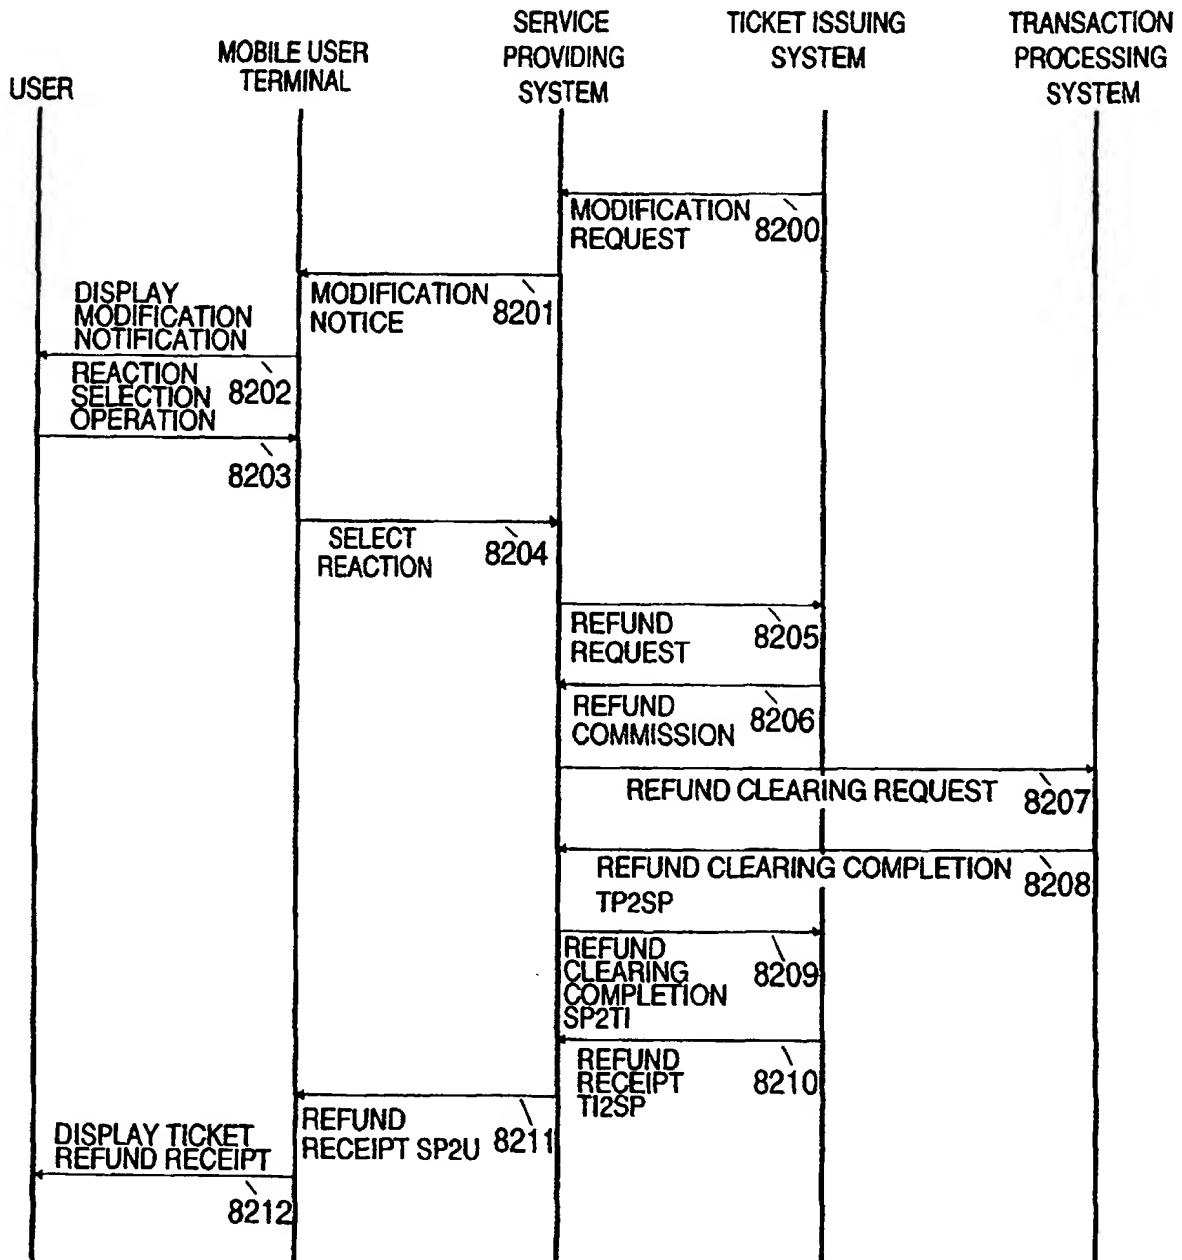 USER
MOBILE USER
TERMINAL
SERVICE
PROVIDING
SYSTEM
TICKET ISSUING
SYSTEM
TRANSACTION
PROCESSING
SYSTEM
MODIFICATION
REQUEST
8200
MODIFICATION
NOTICE
8201
DISPLAY
MODIFICATION
NOTIFICATION
8202
REACTION
SELECTION
OPERATION
8203
SELECT
REACTION
8204
REFUND
REQUEST
8205
REFUND
COMMISSION
8206
REFUND CLEARING REQUEST
8207
REFUND CLEARING COMPLETION
TP2SP
8208
REFUND
CLEARING
COMPLETION
SP2TI
8209
REFUND
RECEIPT
TI2SP
8210
REFUND
RECEIPT SP2U
8211
DISPLAY TICKET
REFUND RECEIPT
8212